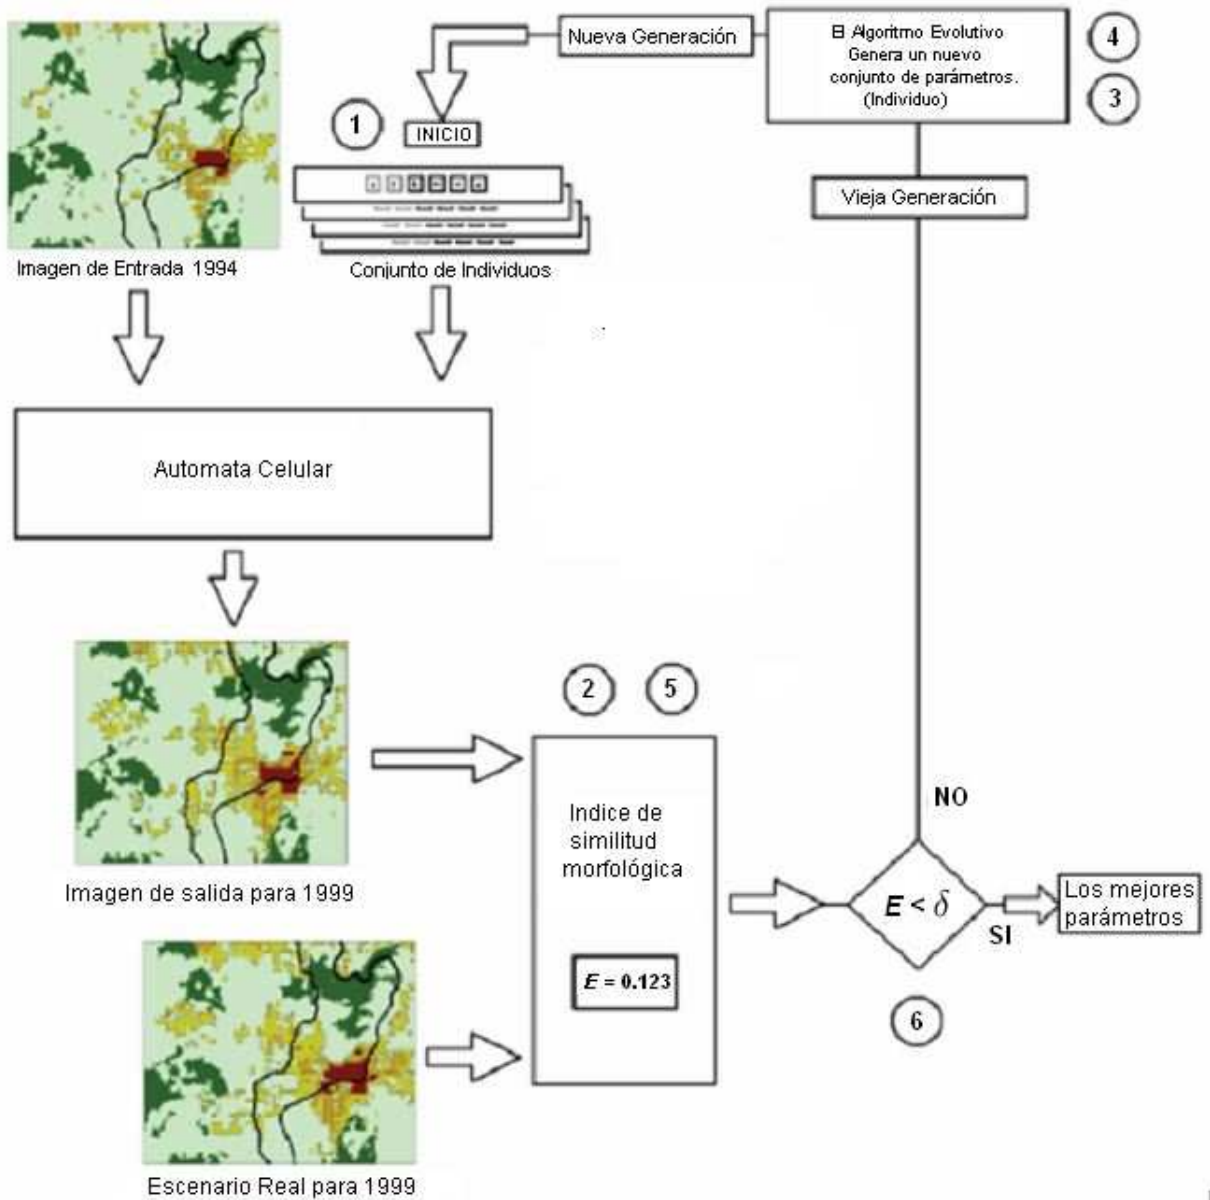 Nueva Generación
El Algoritmo Evolutivo
Genera un nuevo
conjunto de parámetros.
(Individuo)
4
3
1
INICIO
Vieja Generación
Imagen de Entrada 1994
Conjunto de Individuos
Automata Celular
2
5
Indice de
similitud
morfológica
E = 0.123
NO
E < δ
SI
Los mejores
parámetros
6
Imagen de salida para 1999
Escenario Real para 1999